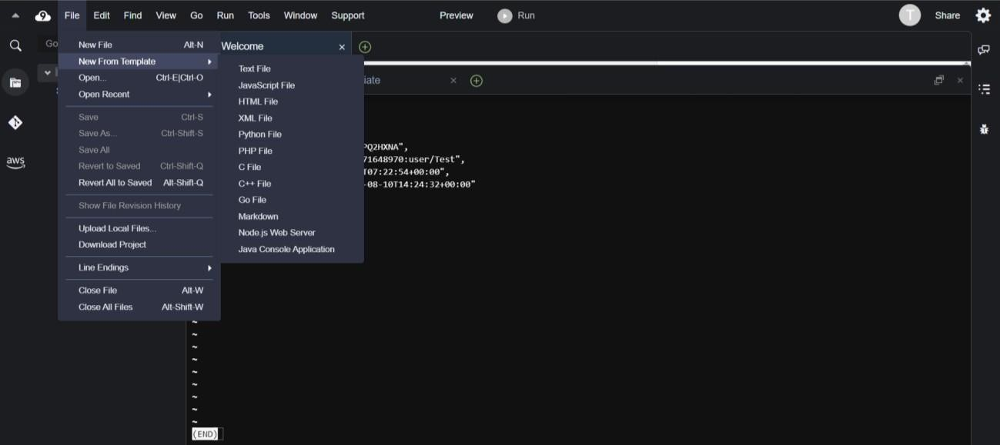 9 File Edit Find View Go Run Tools Window Support Preview Run T Share
Go
Welcome ×
New File Alt-N
New From Template
Open... Ctrl-E|Ctrl-O
Open Recent
Save Ctrl-S
Save As... Ctrl-Shift-S
Save All
Revert to Saved Ctrl-Shift-Q
Revert All to Saved Alt-Shift-Q
Show File Revision History
Upload Local Files...
Download Project
Line Endings
Close File Alt-W
Close All Files Alt-Shift-W
Text File
JavaScript File
HTML File
XML File
Python File
PHP File
C File
C++ File
Go File
Markdown
Node.js Web Server
Java Console Application
aws
iate ×
PQ2HXNA",
71648970:user/Test",
T07:22:54+00:00",
-08-10T14:24:32+00:00"
~
~
~
~
~
~
~
~
~
(END)